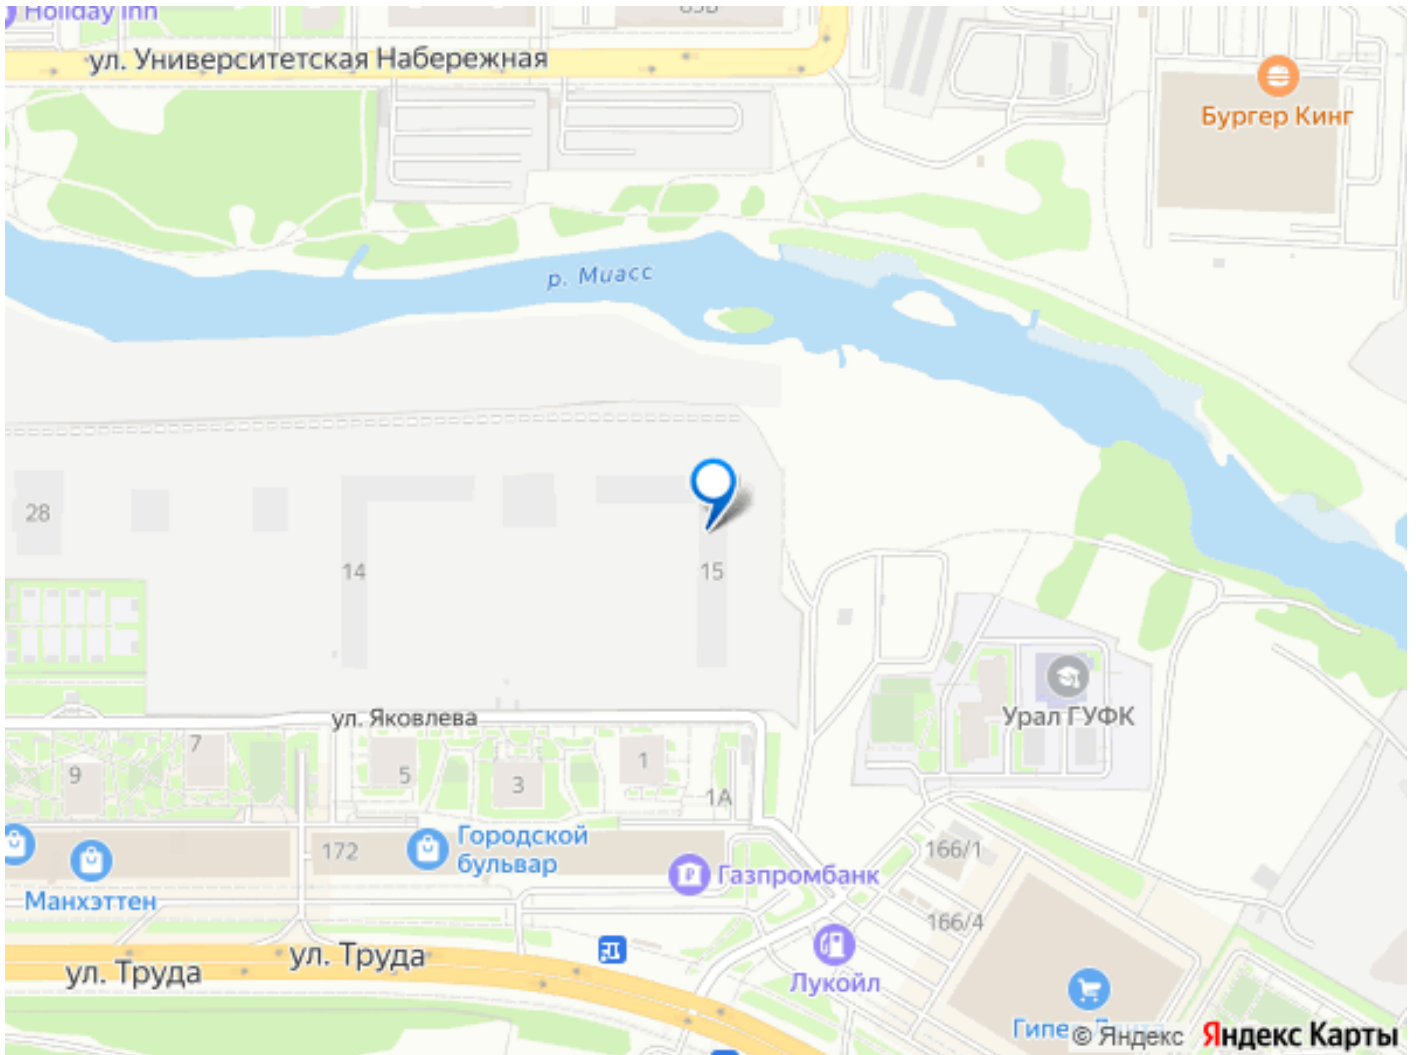 Holiday Inn
ул. Университетская Набережная
Бургер Кинг
р. Миасс
28
14
15
ул. Яковлева
Урал ГУФК
7
9
5
3
1
1А
172
Городской
бульвар
Газпромбанк
166/1
Манхэттен
166/4
ул. Труда
ул. Труда
Лукойл
© Яндекс
Яндекс Карты